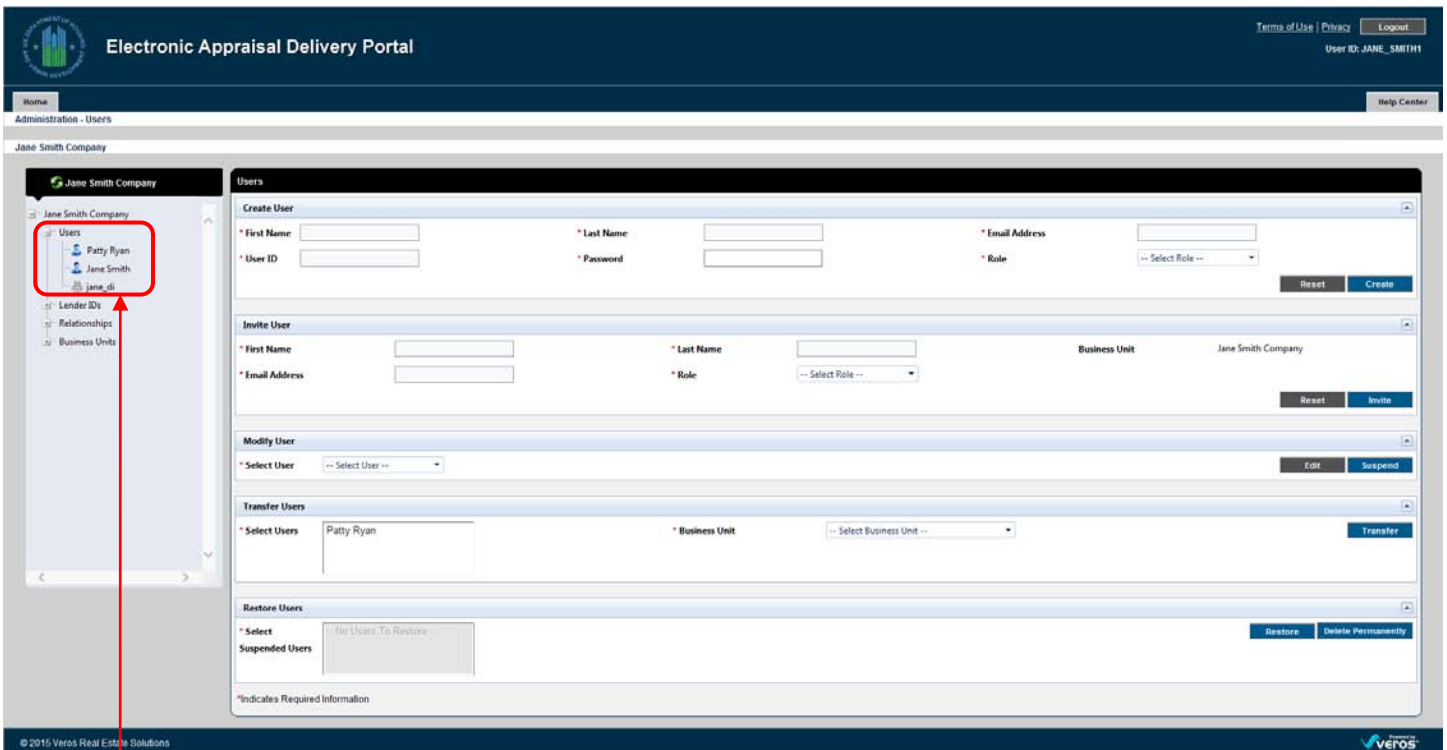 Terms of Use | Privacy Logout
Electronic Appraisal Delivery Portal
User ID: JANE_SMITH1
Home Help Center
Administration - Users
Jane Smith Company
Jane Smith Company
Jane Smith Company
Users
Patty Ryan
Jane Smith
jane_di
Lender IDs
Relationships
Business Units
Users
Create User
* First Name * Last Name * Email Address
* User ID * Password * Role -- Select Role --
Reset Create
Invite User
* First Name * Last Name Business Unit Jane Smith Company
* Email Address * Role -- Select Role --
Reset Invite
Modify User
* Select User -- Select User -- Edit Suspend
Transfer Users
* Select Users Patty Ryan * Business Unit -- Select Business Unit -- Transfer
Restore Users
* Select -- No Users To Restore -- Restore Delete Permanently
Suspended Users
*Indicates Required Information
© 2015 Veros Real Estate Solutions Powered by
veros